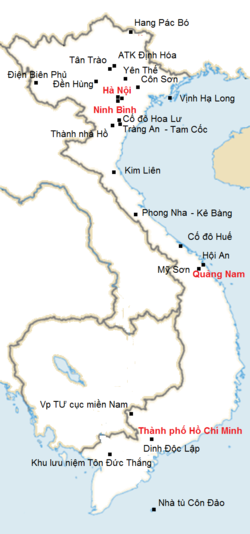 Hang Pác Bó
ATK Định Hóa
Tân Trào
Yên Thế
Điện Biên Phủ
Đền Hùng
Côn Sơn
Hà Nội
Vịnh Hạ Long
Ninh Bình
Cố đô Hoa Lư
Tràng An - Tam Cốc
Thành nhà Hồ
Kim Liên
Phong Nha - Kẻ Bàng
Cố đô Huế
Hội An
Mỹ Sơn
Quảng Nam
Vp TƯ cục miền Nam
Thành phố Hồ Chí Minh
Dinh Độc Lập
Khu lưu niệm Tôn Đức Thắng
Nhà tù Côn Đảo